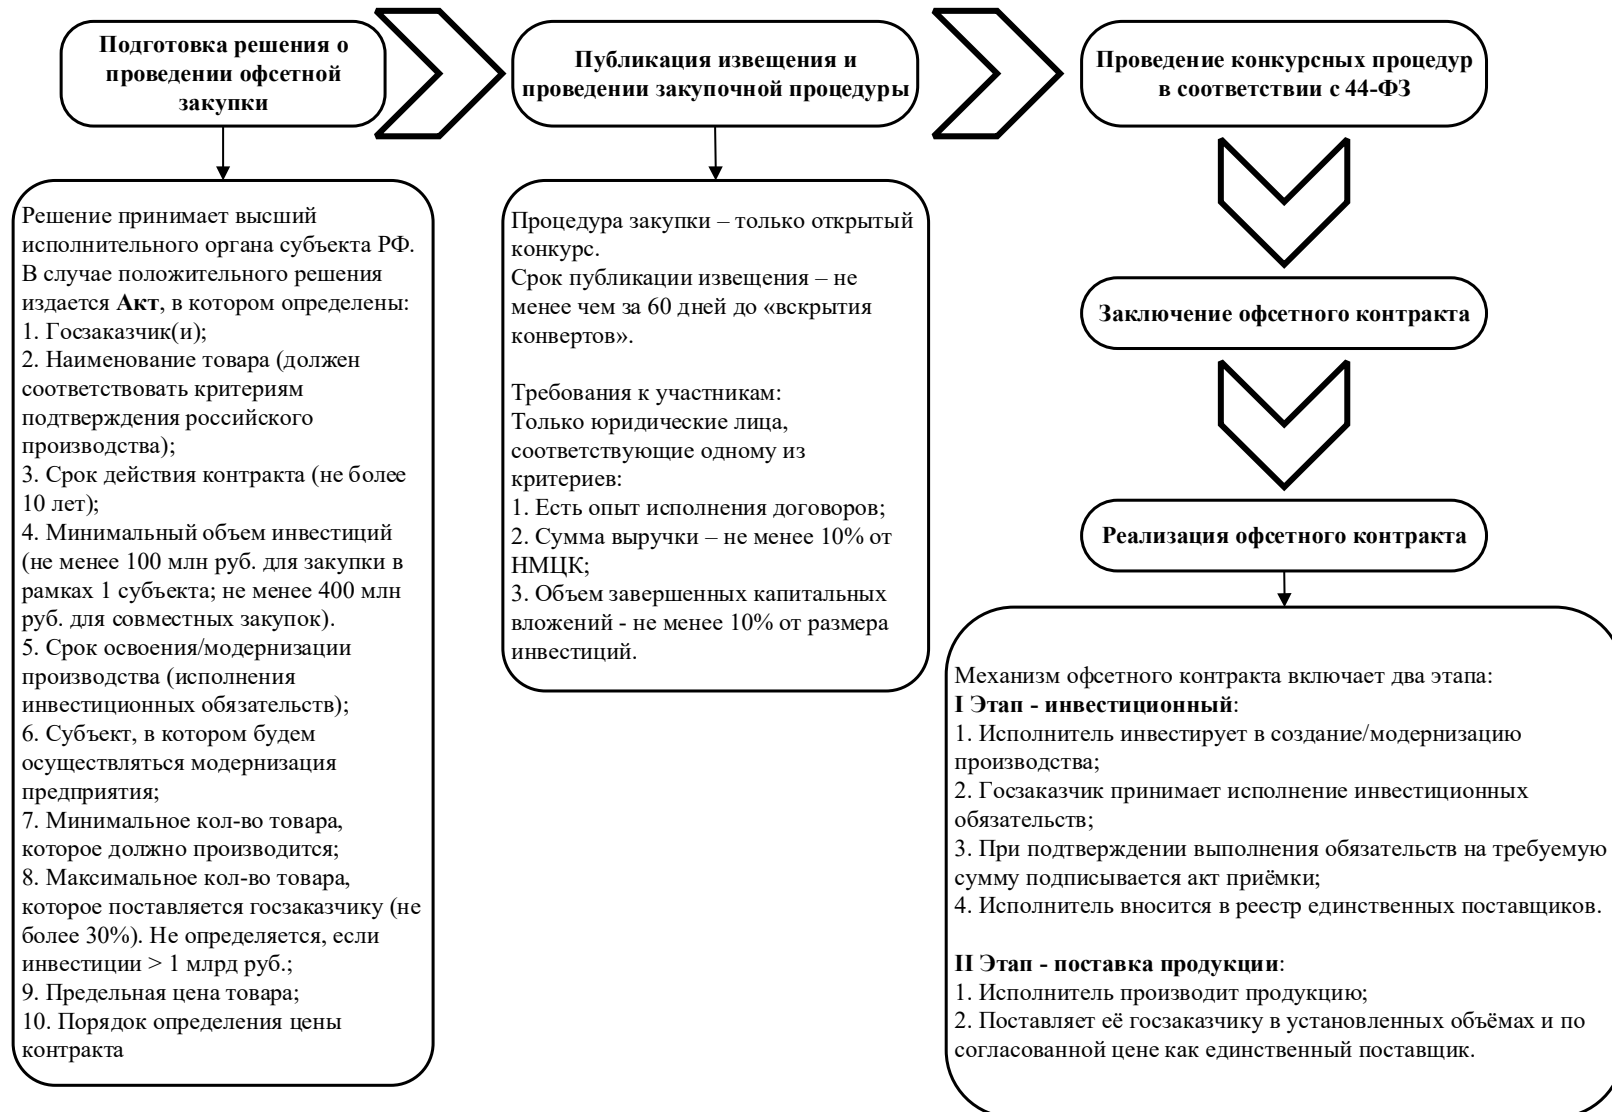 Подготовка решения о
проведении офсетной
закупки
Публикация извещения и
проведении закупочной процедуры
Проведение конкурсных процедур
в соответствии с 44-ФЗ
Решение принимает высший
исполнительного органа субъекта РФ.
В случае положительного решения
издается Акт, в котором определены:
1. Госзаказчик(и);
2. Наименование товара (должен
соответствовать критериям
подтверждения российского
производства);
3. Срок действия контракта (не более
10 лет);
4. Минимальный объем инвестиций
(не менее 100 млн руб. для закупки в
рамках 1 субъекта; не менее 400 млн
руб. для совместных закупок).
5. Срок освоения/модернизации
производства (исполнения
инвестиционных обязательств);
6. Субъект, в котором будем
осуществляться модернизация
предприятия;
7. Минимальное кол-во товара,
которое должно производится;
8. Максимальное кол-во товара,
которое поставляется госзаказчику (не
более 30%). Не определяется, если
инвестиции > 1 млрд руб.;
9. Предельная цена товара;
10. Порядок определения цены
контракта
Процедура закупки – только открытый
конкурс.
Срок публикации извещения – не
менее чем за 60 дней до «вскрытия
конвертов».
Требования к участникам:
Только юридические лица,
соответствующие одному из
критериев:
1. Есть опыт исполнения договоров;
2. Сумма выручки – не менее 10% от
НМЦК;
3. Объем завершенных капитальных
вложений - не менее 10% от размера
инвестиций.
Заключение офсетного контракта
Реализация офсетного контракта
Механизм офсетного контракта включает два этапа:
I Этап - инвестиционный:
1. Исполнитель инвестирует в создание/модернизацию
производства;
2. Госзаказчик принимает исполнение инвестиционных
обязательств;
3. При подтверждении выполнения обязательств на требуемую
сумму подписывается акт приёмки;
4. Исполнитель вносится в реестр единственных поставщиков.
II Этап - поставка продукции:
1. Исполнитель производит продукцию;
2. Поставляет её госзаказчику в установленных объёмах и по
согласованной цене как единственный поставщик.